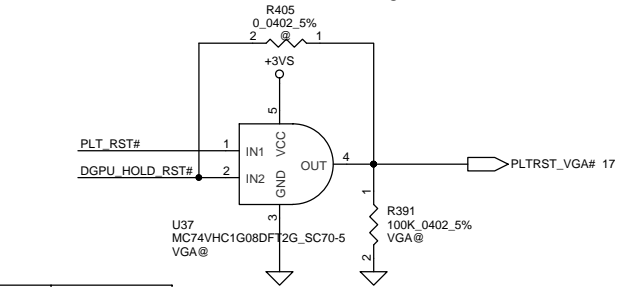 R405
0_0402_5%
2 @ 1
+3VS
5
PLT_RST# 1 IN1 VCC
OUT 4 PLTRST_VGA# 17
DGPU_HOLD_RST# 2 IN2 GND
3
U37
MC74VHC1G08DFT2G_SC70-5
VGA@
1
R391
100K_0402_5%
VGA@
2